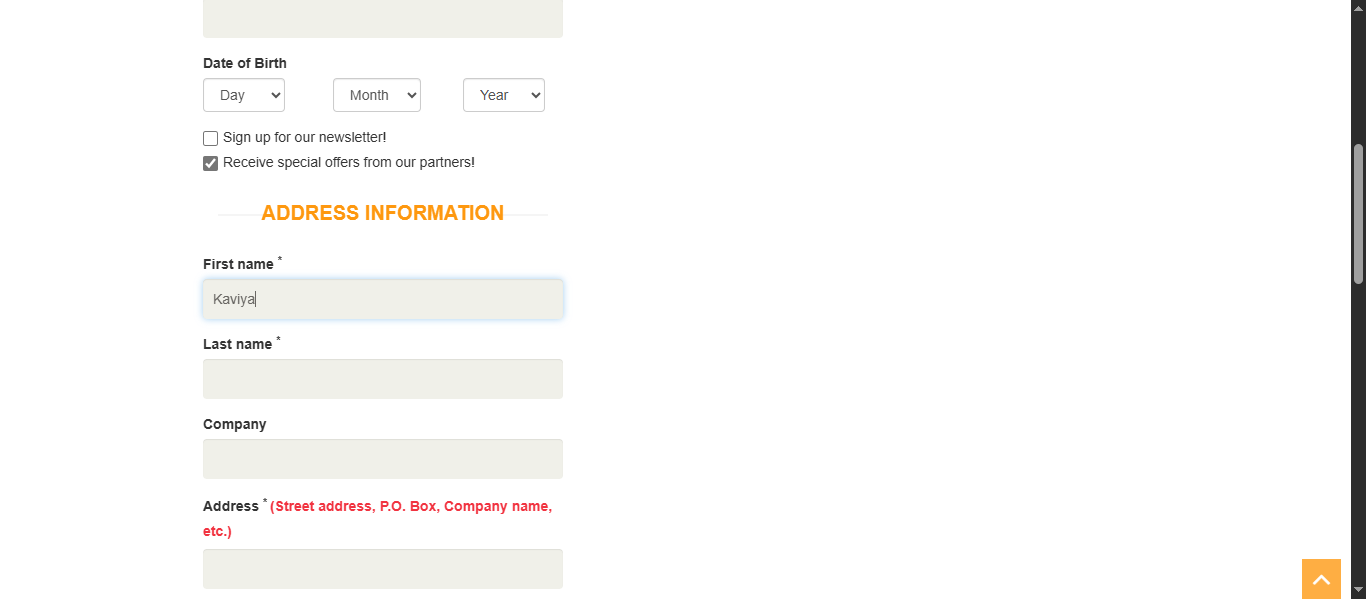 Date of Birth
Day Month Year
Sign up for our newsletter!
Receive special offers from our partners!
ADDRESS INFORMATION
First name *
Kaviya
Last name *
Company
Address * (Street address, P.O. Box, Company name,
etc.)